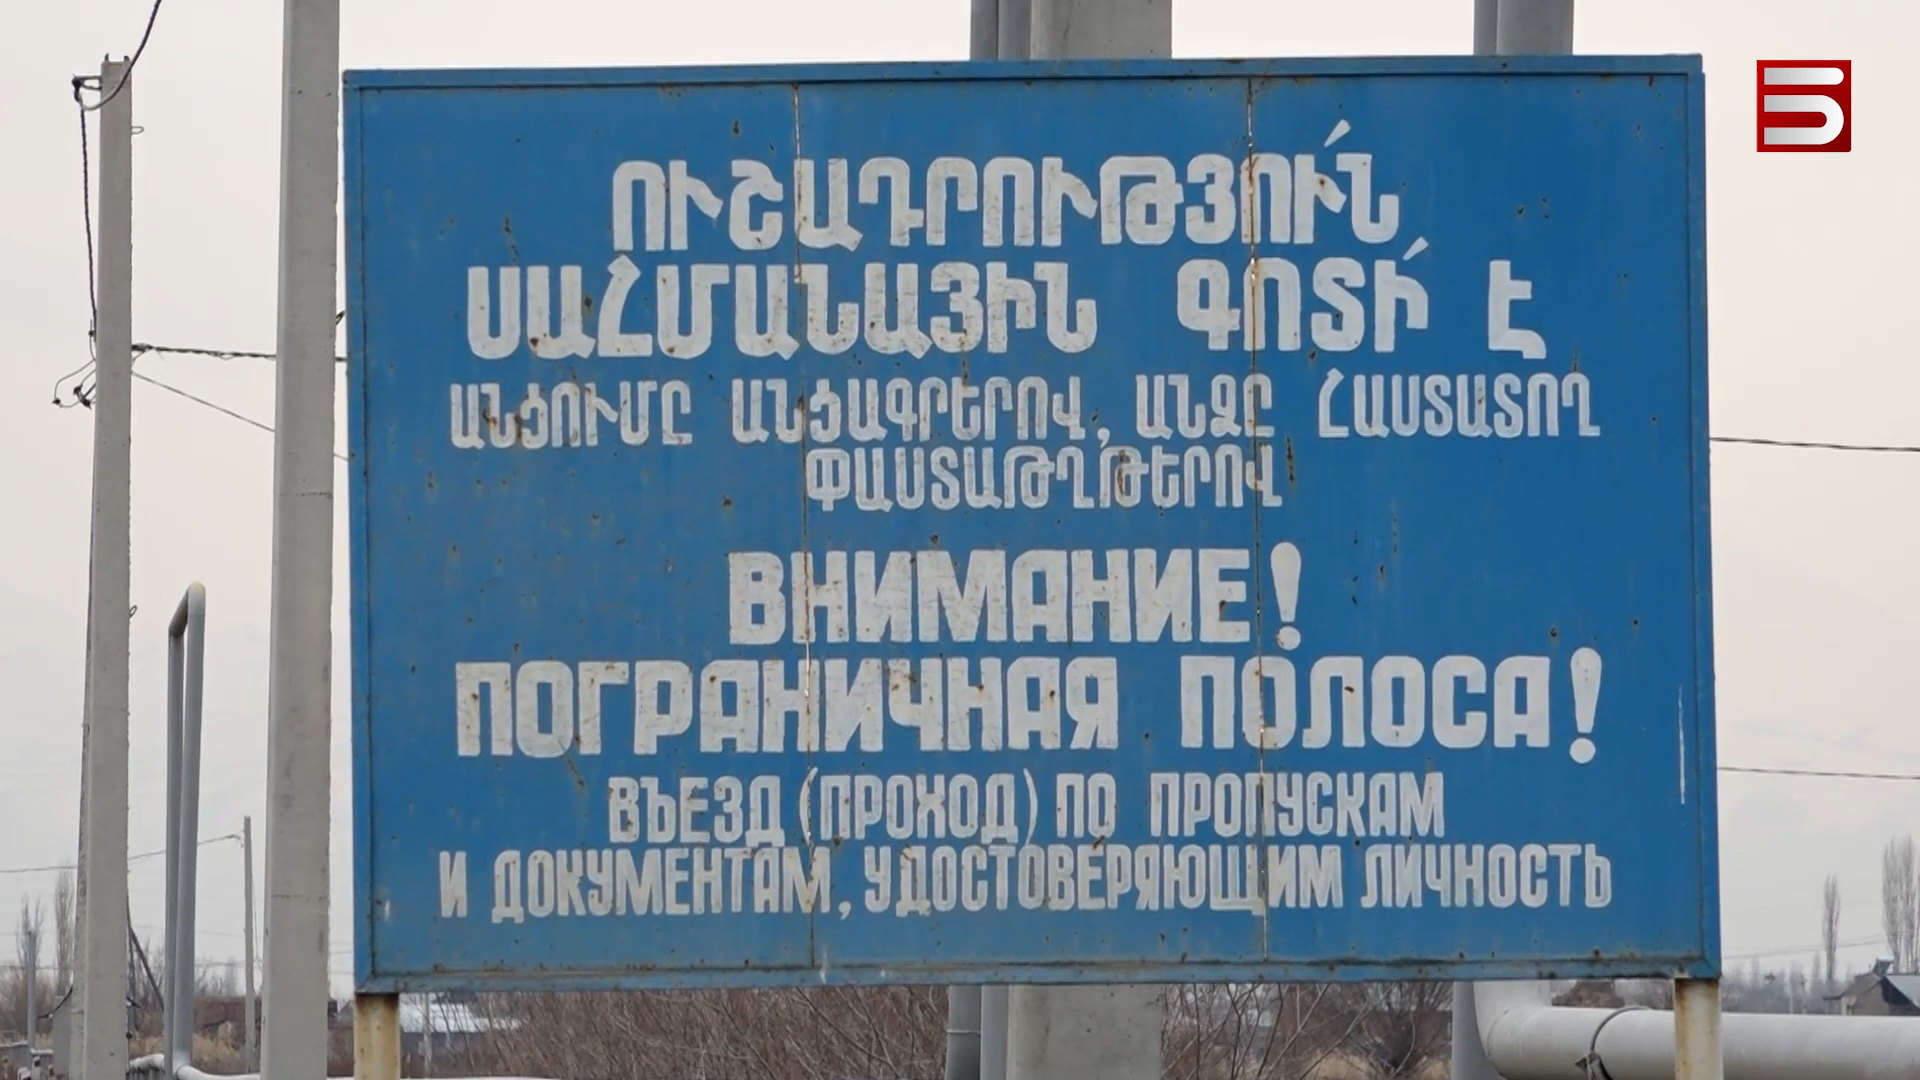 ՈՒՇԱԴՐՈՒԹՅՈՒ՛Ն
ՍԱՀՄԱՆԱՅԻՆ ԳՈՏԻ՛ Է
ԱՆՑՈՒՄԸ ԱՆՑԱԳՐԵՐՈՎ, ԱՆՁԸ ՀԱՍՏԱՏՈՂ
ՓԱՍՏԱԹՂԹԵՐՈՎ
ВНИМАНИЕ!
ПОГРАНИЧНАЯ ПОЛОСА!
ВЪЕЗД (ПРОХОД) ПО ПРОПУСКАМ
И ДОКУМЕНТАМ, УДОСТОВЕРЯЮЩИМ ЛИЧНОСТЬ